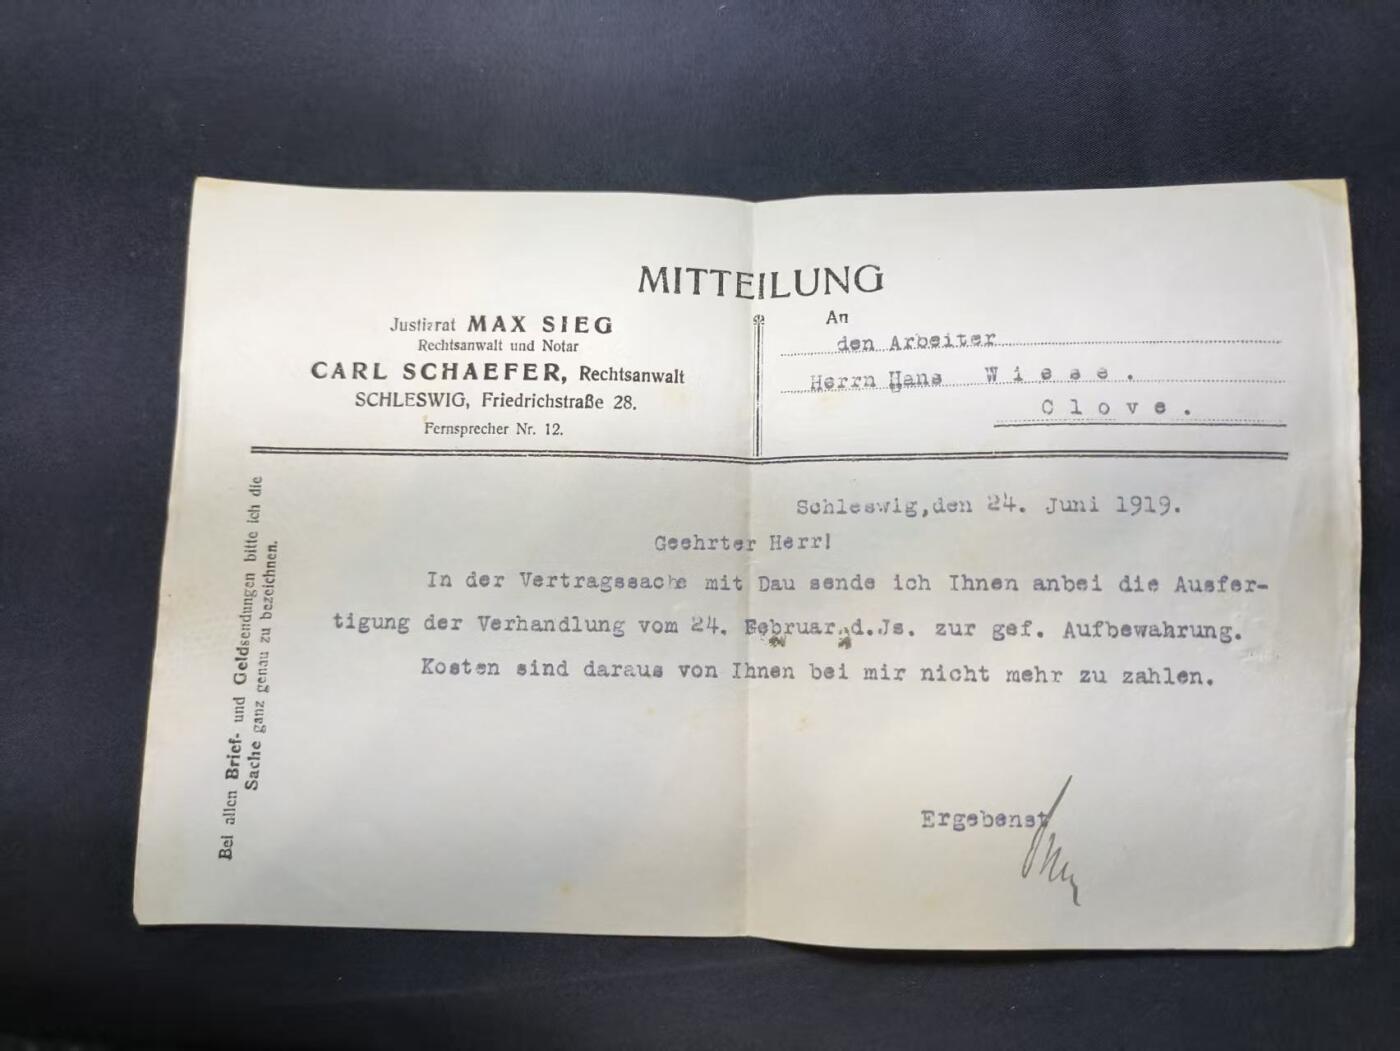 MITTEILUNG
Justizrat MAX SIEG
Rechtsanwalt und Notar
CARL SCHAEFER, Rechtsanwalt
SCHLESWIG, Friedrichstraße 28.
Fernsprecher Nr. 12.
An
den Arbeiter
Herrn Hans Wiese.
Clove.
Schleswig,den 24. Juni 1919.
Geehrter Herr!
In der Vertragssache mit Dau sende ich Ihnen anbei die Ausfer-
tigung der Verhandlung vom 24. Februar d.Js. zur gef. Aufbewahrung.
Kosten sind daraus von Ihnen bei mir nicht mehr zu zahlen.
Ergebenst
Bei allen Brief- und Geldsendungen bitte ich die
Sache ganz genau zu bezeichnen.